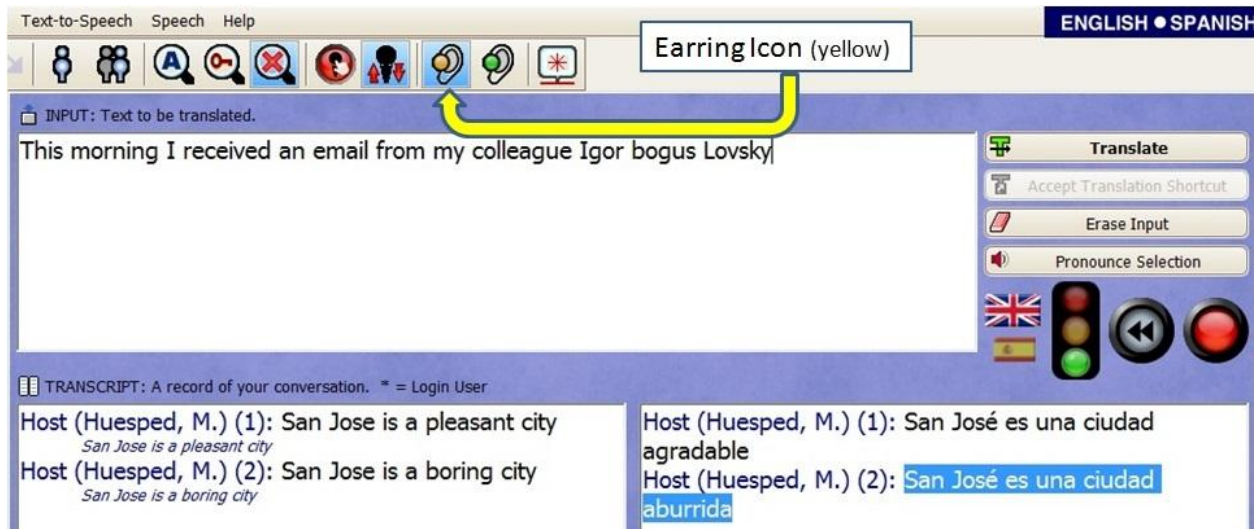 Text-to-Speech Speech Help
ENGLISH ● SPANISH
Earring Icon (yellow)
INPUT: Text to be translated.
This morning I received an email from my colleague Igor bogus Lovsky
Translate
Accept Translation Shortcut
Erase Input
Pronounce Selection
TRANSCRIPT: A record of your conversation. * = Login User
Host (Huesped, M.) (1): San Jose is a pleasant city
San Jose is a pleasant city
Host (Huesped, M.) (2): San Jose is a boring city
San Jose is a boring city
Host (Huesped, M.) (1): San José es una ciudad
agradable
Host (Huesped, M.) (2): San José es una ciudad
aburrida